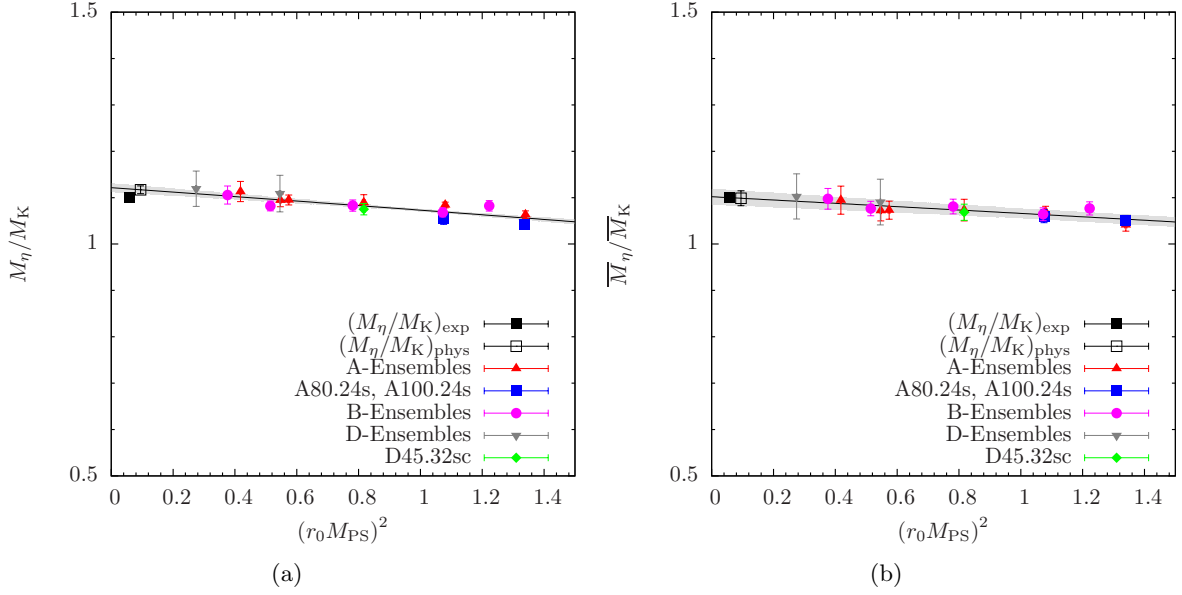 1.5
1
0.5
M_η/M_K
(M_η/M_K)_exp
(M_η/M_K)_phys
A-Ensembles
A80.24s, A100.24s
B-Ensembles
D-Ensembles
D45.32sc
0 0.2 0.4 0.6 0.8 1 1.2 1.4
(r_0 M_PS)^2
(a)
1.5
1
0.5
M̅_η/M̅_K
(M_η/M_K)_exp
(M_η/M_K)_phys
A-Ensembles
A80.24s, A100.24s
B-Ensembles
D-Ensembles
D45.32sc
0 0.2 0.4 0.6 0.8 1 1.2 1.4
(r_0 M_PS)^2
(b)